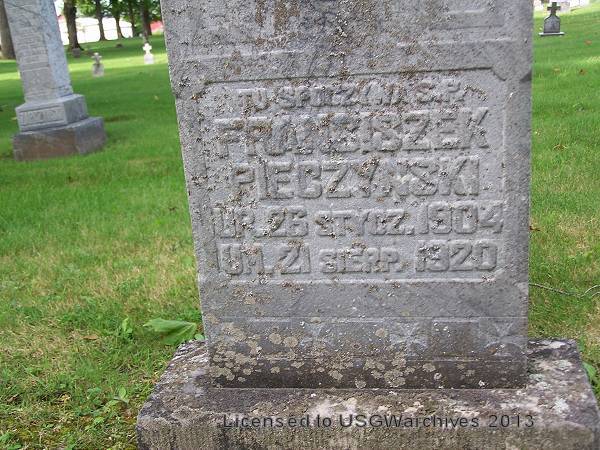 TU SPOCZYWA Ś.P.
FRANCISZEK
PIECZYNSKI
UR. 26 STYCZ. 1904
UM. 21 SIERP. 1920
Licensed to USGWarchives 2013